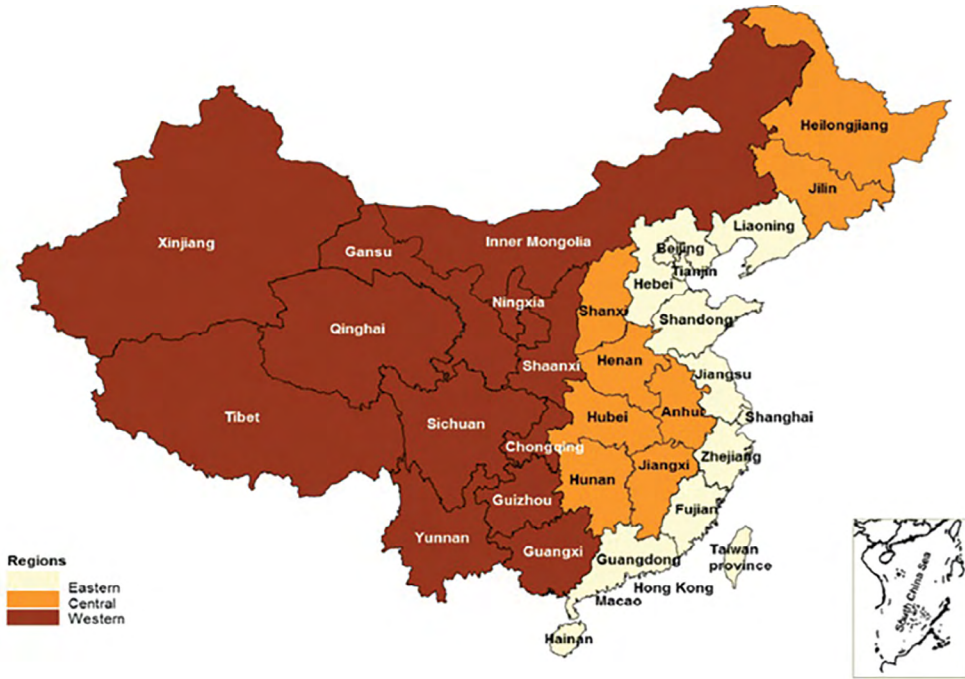 Heilongjiang
Jilin
Liaoning
Xinjiang
Gansu
Inner Mongolia
Beijing
Tianjin
Hebei
Ningxia
Shanxi
Shandong
Qinghai
Shaanxi
Henan
Jiangsu
Tibet
Sichuan
Hubei
Anhui
Shanghai
Chongqing
Zhejiang
Jiangxi
Hunan
Guizhou
Fujian
Yunnan
Guangxi
Guangdong
Taiwan
province
Hong Kong
Macao
Hainan
Regions
Eastern
Central
Western
South China Sea